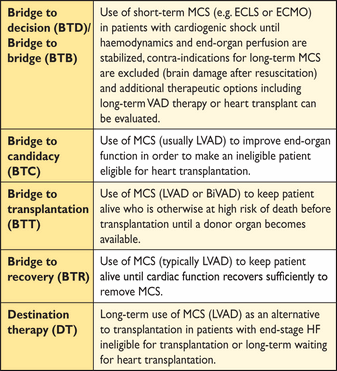 Bridge to
decision (BTD)/
Bridge to
bridge (BTB)
Use of short-term MCS (e.g. ECLS or ECMO)
in patients with cardiogenic shock until
haemodynamics and end-organ perfusion are
stabilized, contra-indications for long-term MCS
are excluded (brain damage after resuscitation)
and additional therapeutic options including
long-term VAD therapy or heart transplant can
be evaluated.
Bridge to
candidacy
(BTC)
Use of MCS (usually LVAD) to improve end-organ
function in order to make an ineligible patient
eligible for heart transplantation.
Bridge to
transplantation
(BTT)
Use of MCS (LVAD or BiVAD) to keep patient
alive who is otherwise at high risk of death before
transplantation until a donor organ becomes
available.
Bridge to
recovery (BTR)
Use of MCS (typically LVAD) to keep patient
alive until cardiac function recovers sufficiently to
remove MCS.
Destination
therapy (DT)
Long-term use of MCS (LVAD) as an alternative
to transplantation in patients with end-stage HF
ineligible for transplantation or long-term waiting
for heart transplantation.